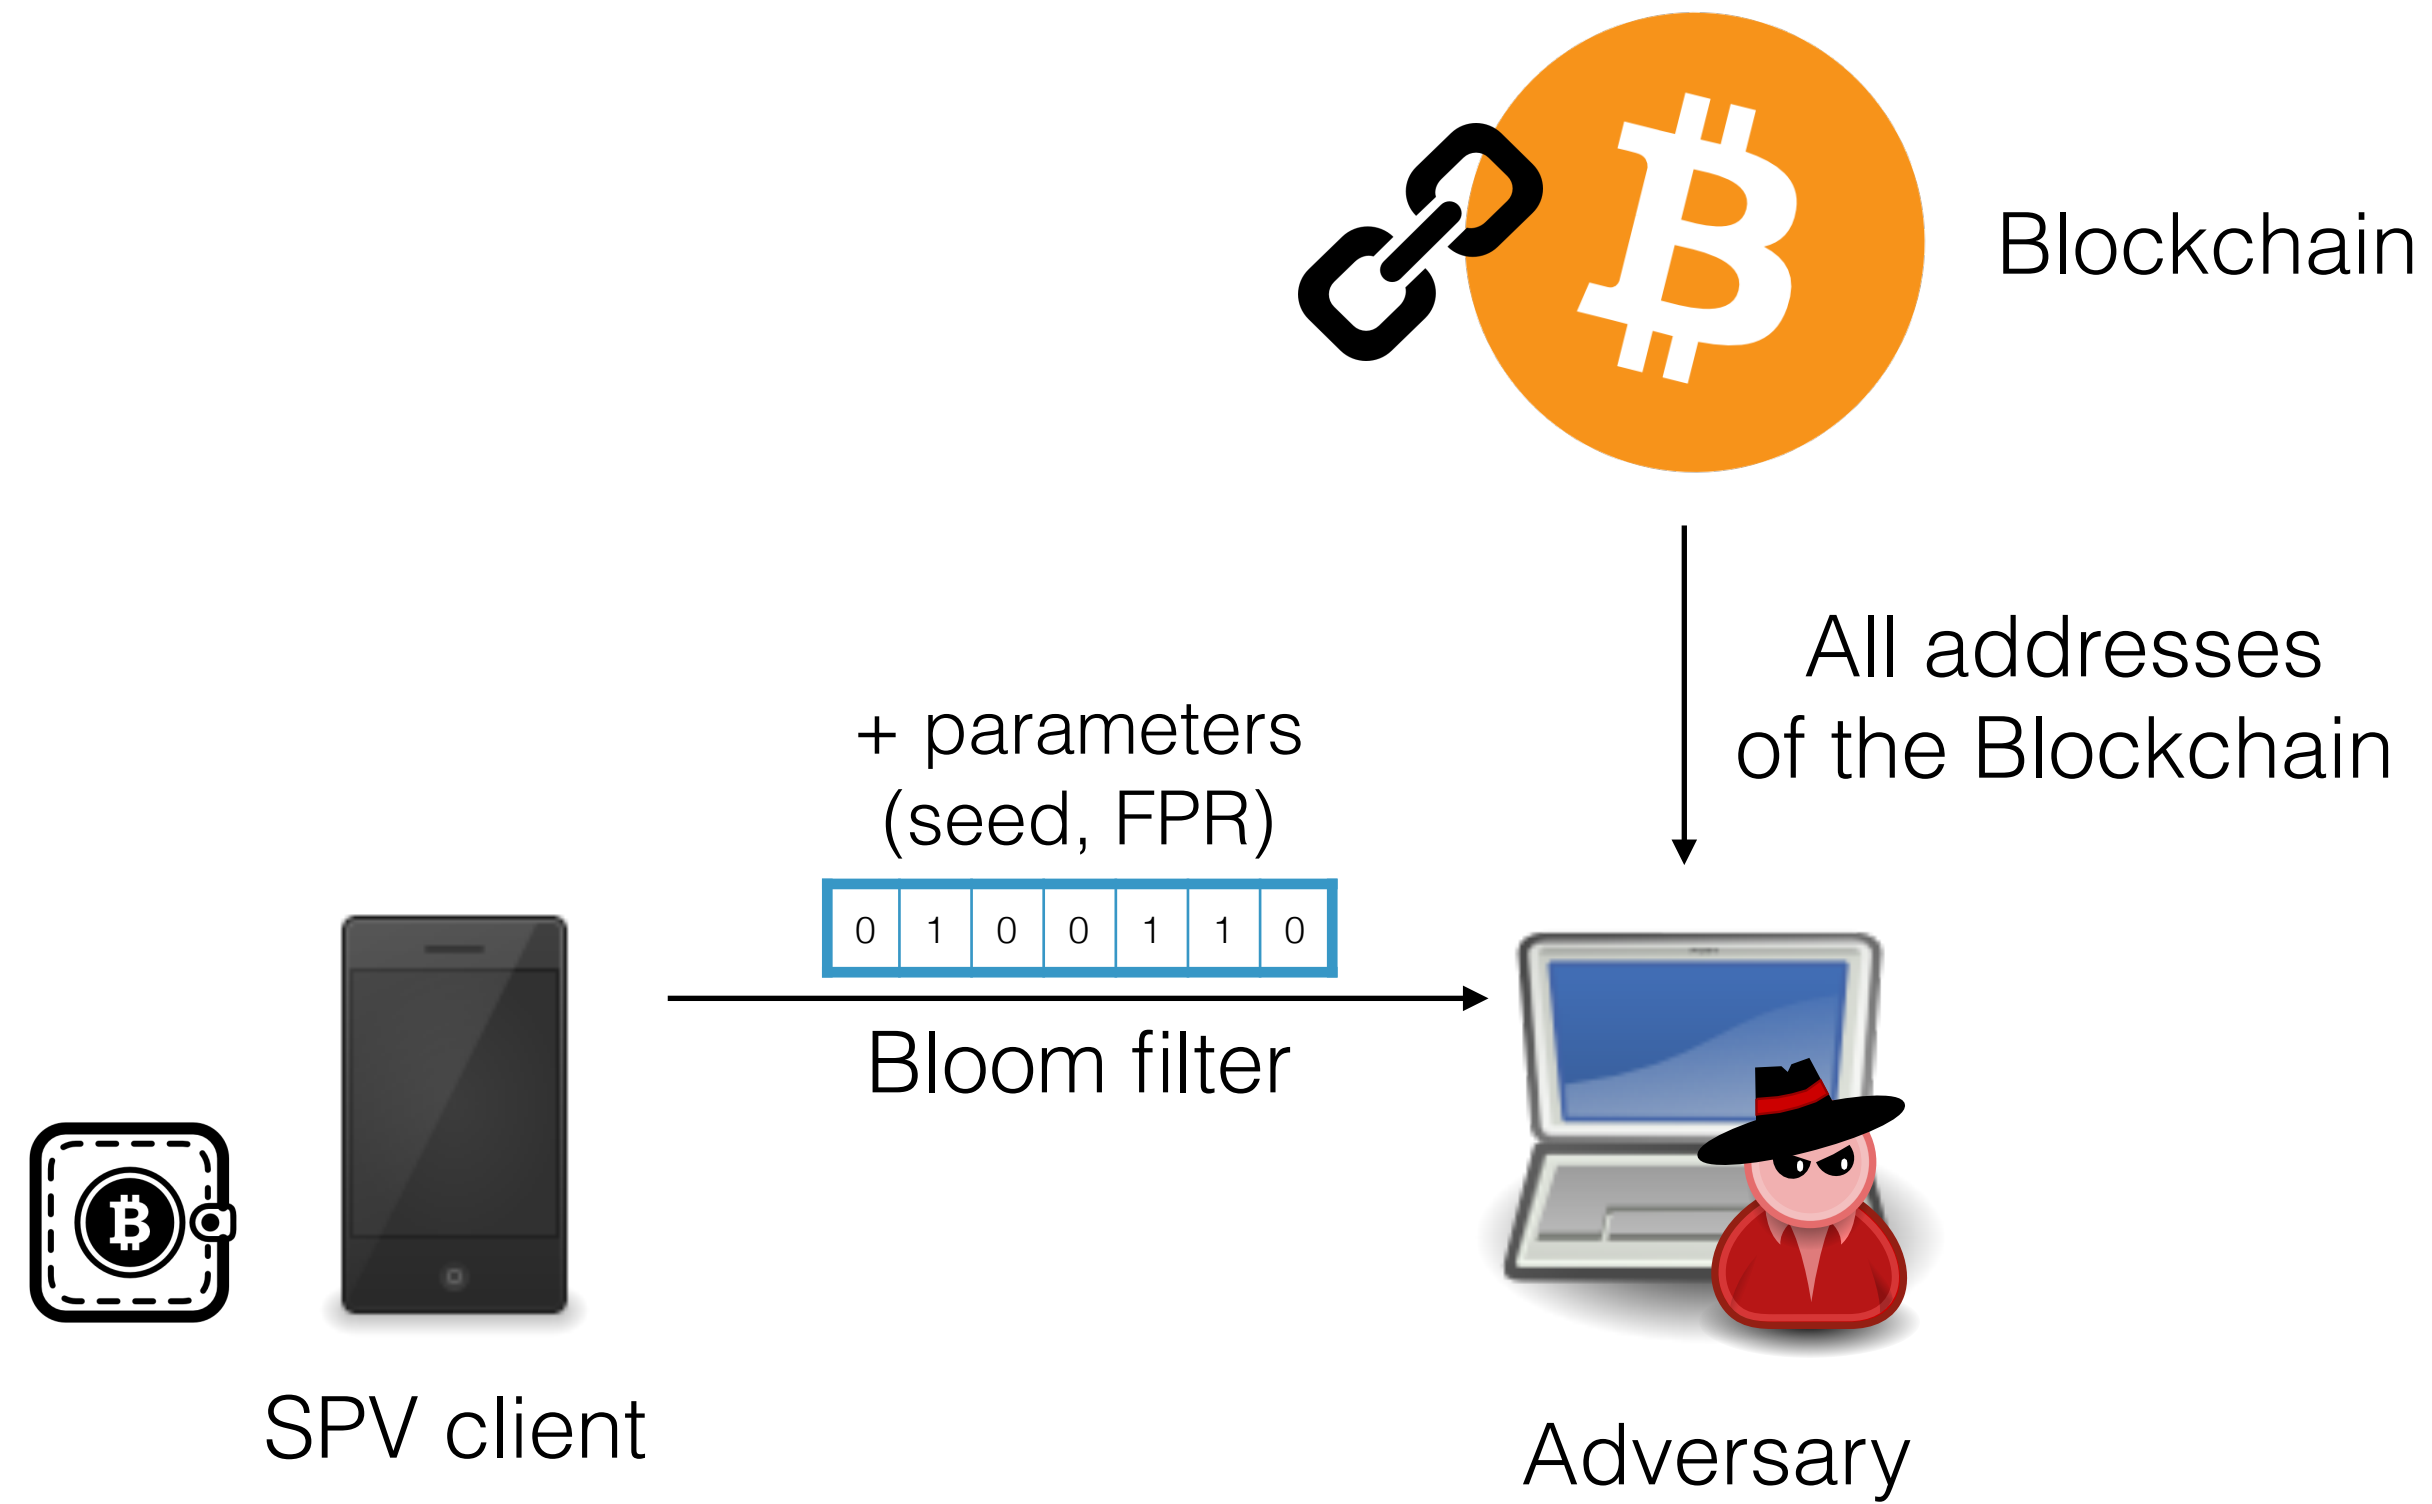 Blockchain
All addresses
of the Blockchain
+ parameters
(seed, FPR)
0 1 0 0 1 1 0
Bloom filter
SPV client
Adversary